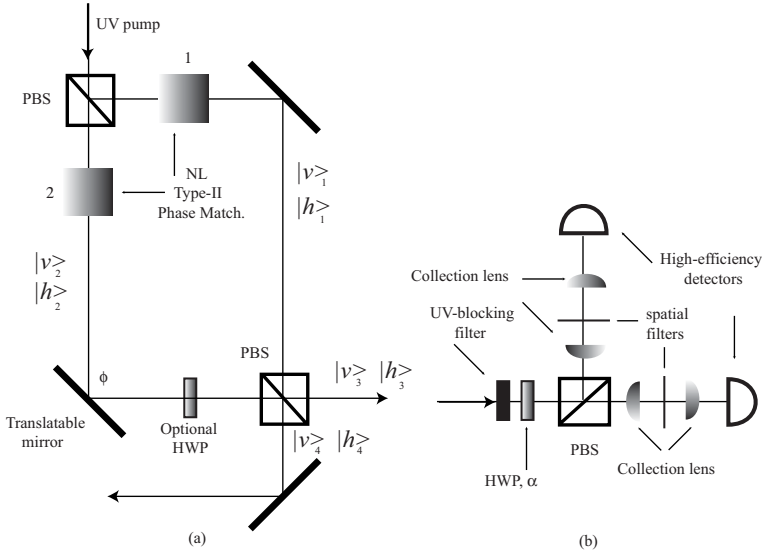 UV pump
PBS
1
NL
Type-II
Phase Match.
2
|v>₁
|h>₁
|v>₂
|h>₂
ϕ
PBS
|v>₃ |h>₃
Translatable
mirror
Optional
HWP
|v>₄ |h>₄
(a)
High-efficiency
detectors
Collection lens
UV-blocking
filter
spatial
filters
PBS
Collection lens
HWP, α
(b)